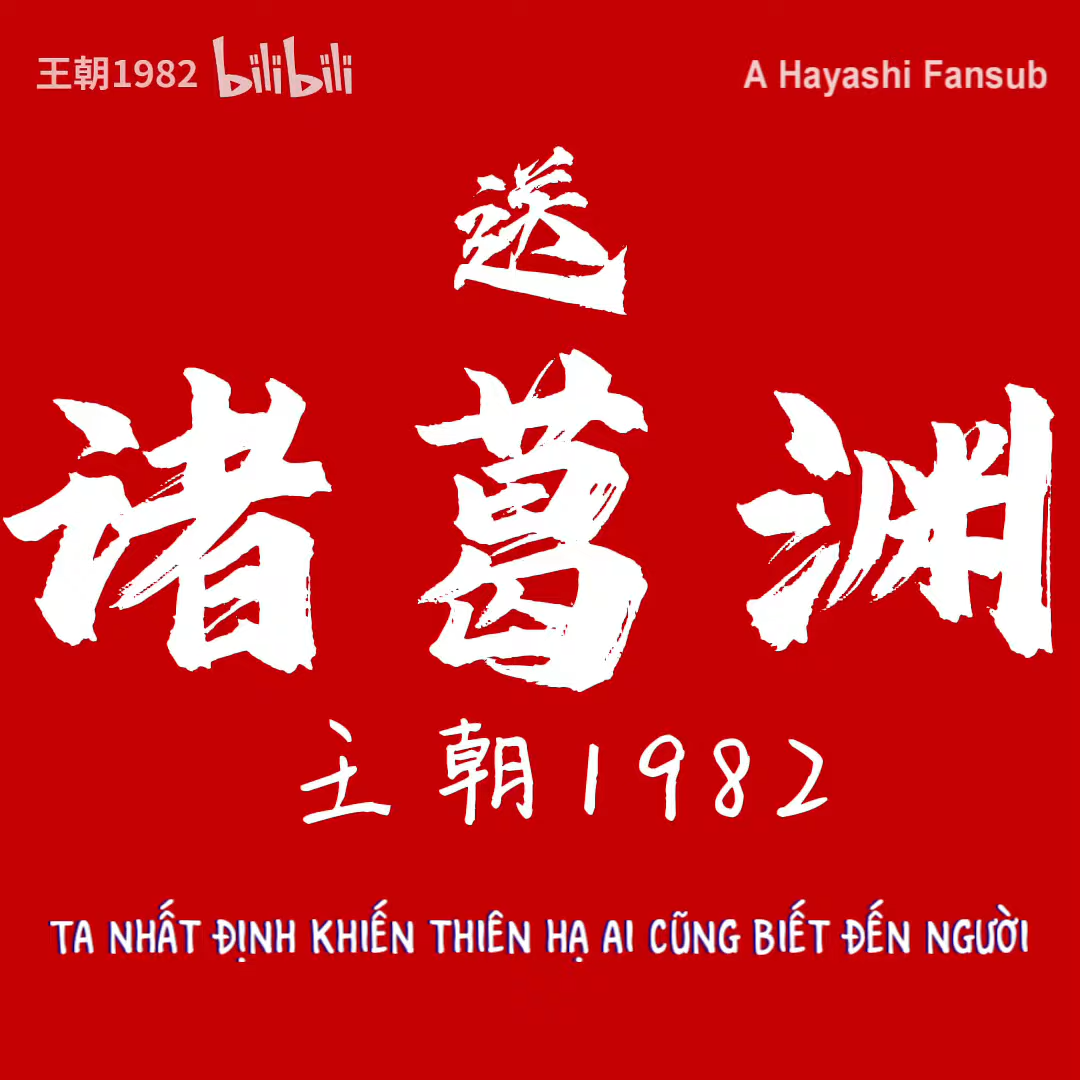 王朝1982 bilibili
A Hayashi Fansub
送
诸葛渊
王朝1982
TA NHẤT ĐỊNH KHIẾN THIÊN HẠ AI CŨNG BIẾT ĐẾN NGƯỜI